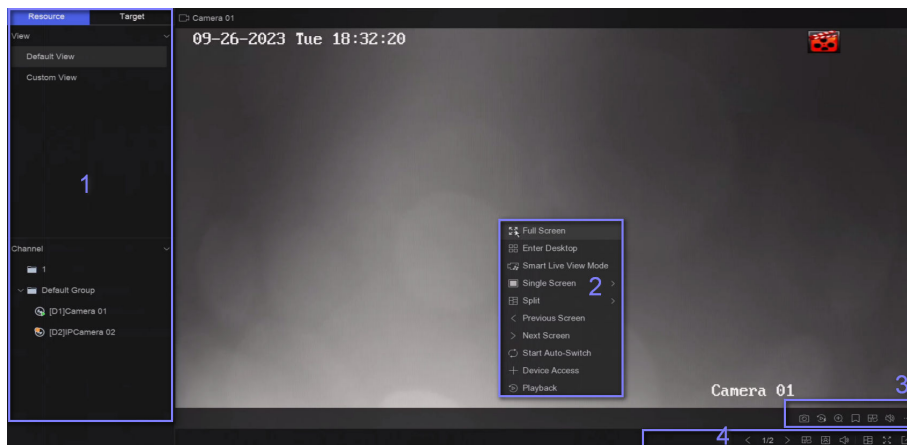 Resource Target
Camera 01
View
09-26-2023 Tue 18:32:20
Default View
Custom View
1
Channel
1
Default Group
[D1]Camera 01
[D2]IPCamera 02
Full Screen
Enter Desktop
Smart Live View Mode
Single Screen
2
Split
Previous Screen
Next Screen
Start Auto-Switch
Device Access
Playback
Camera 01
3
4
1/2